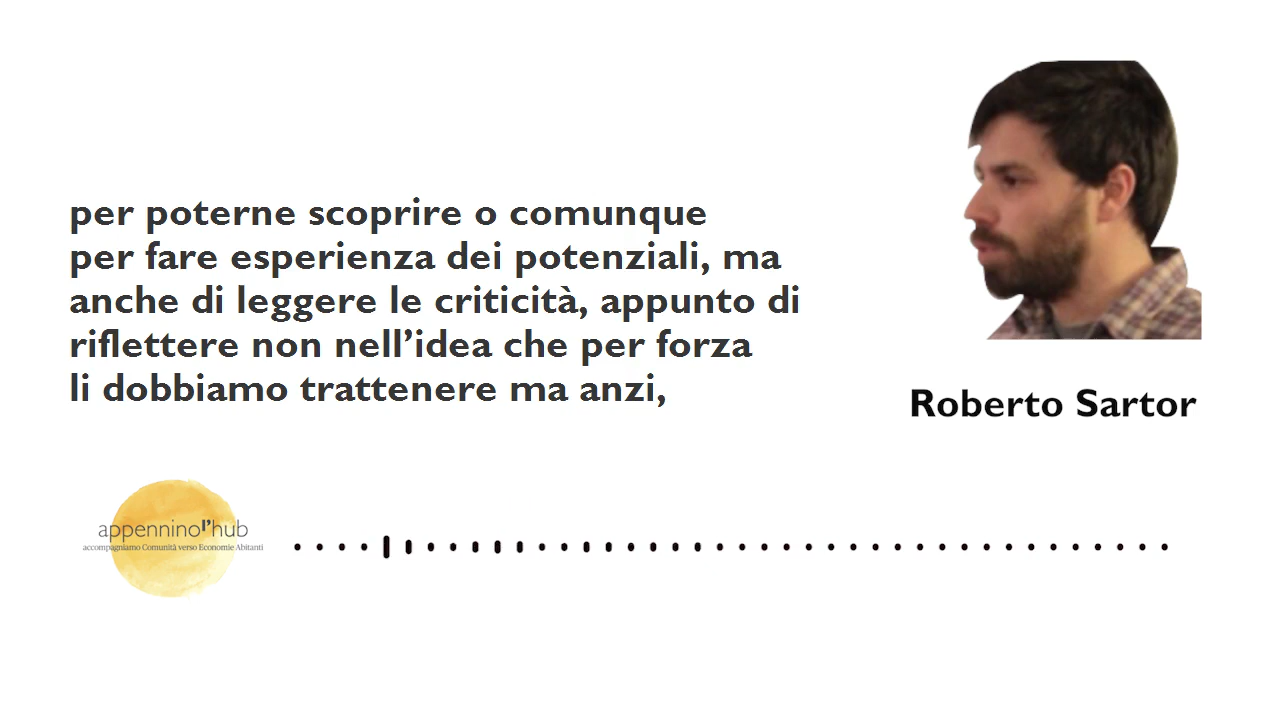 per poterne scoprire o comunque
per fare esperienza dei potenziali, ma
anche di leggere le criticità, appunto di
riflettere non nell’idea che per forza
li dobbiamo trattenere ma anzi,
Roberto Sartor
appenninol’hub
accompagniamo Comunità verso Economie Abitanti